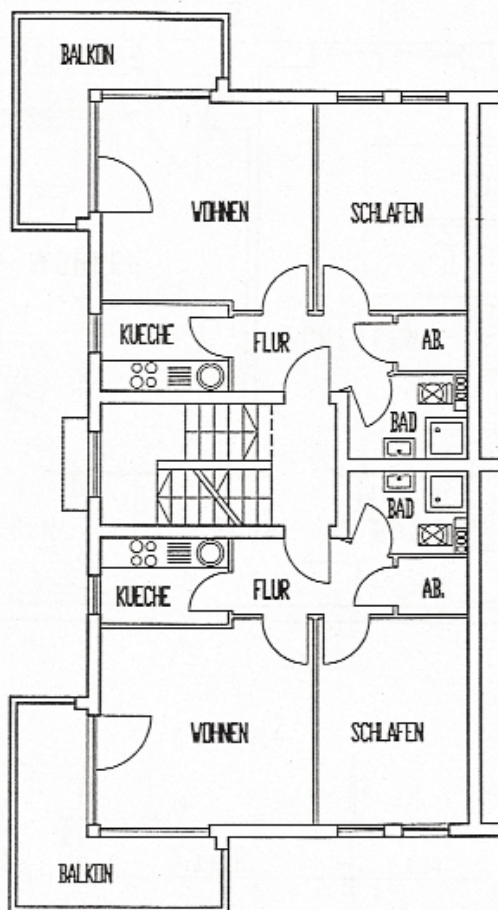 BALKON
WOHNEN
SCHLAFEN
KUECHE
FLUR
AB.
BAD
BAD
KUECHE
FLUR
AB.
WOHNEN
SCHLAFEN
BALKON